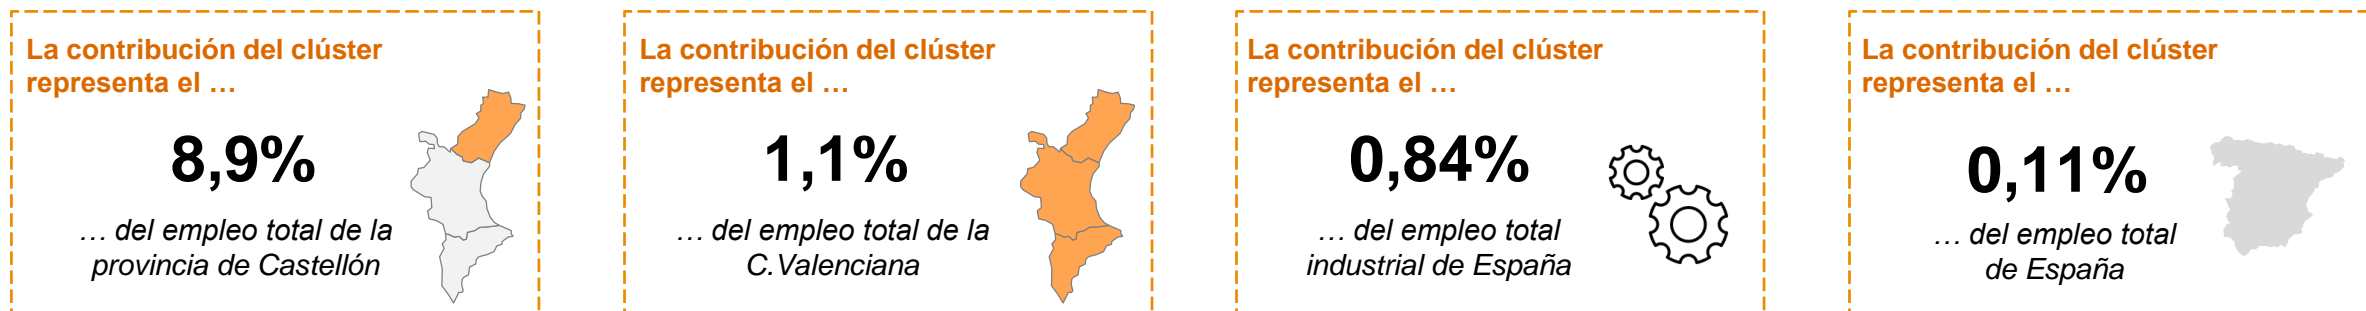 La contribución del clúster
representa el …
8,9%
… del empleo total de la
provincia de Castellón
La contribución del clúster
representa el …
1,1%
… del empleo total de la
C.Valenciana
La contribución del clúster
representa el …
0,84%
… del empleo total
industrial de España
La contribución del clúster
representa el …
0,11%
… del empleo total
de España